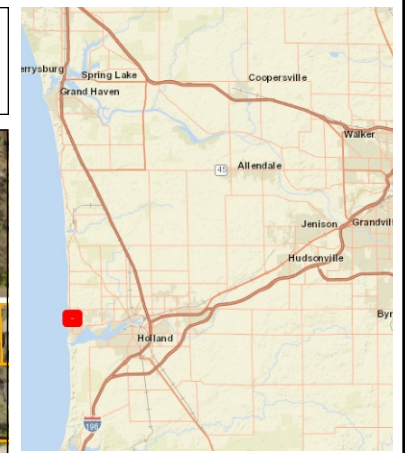 errysburg
Spring Lake
Coopersville
Grand Haven
Walker
45
Allendale
Jenison
Grandvil
Hudsonville
Byr
Holland
196